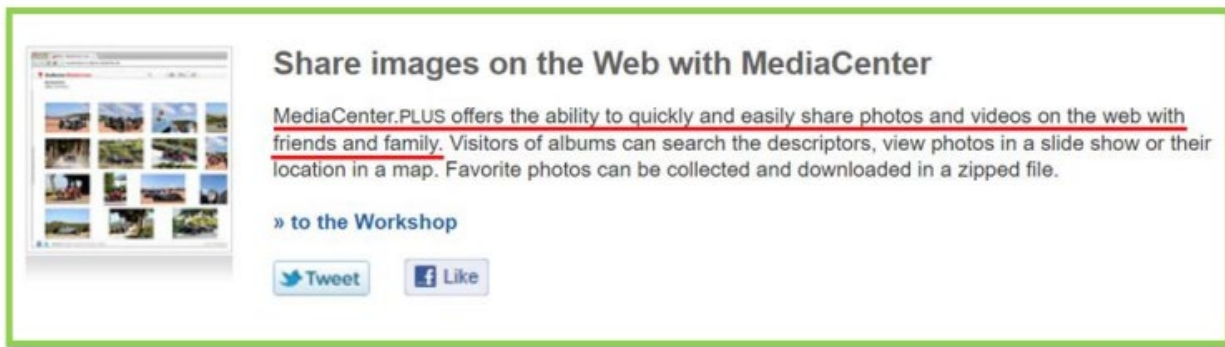 Share images on the Web with MediaCenter
MediaCenter.PLUS offers the ability to quickly and easily share photos and videos on the web with
friends and family. Visitors of albums can search the descriptors, view photos in a slide show or their
location in a map. Favorite photos can be collected and downloaded in a zipped file.
» to the Workshop
Tweet
Like